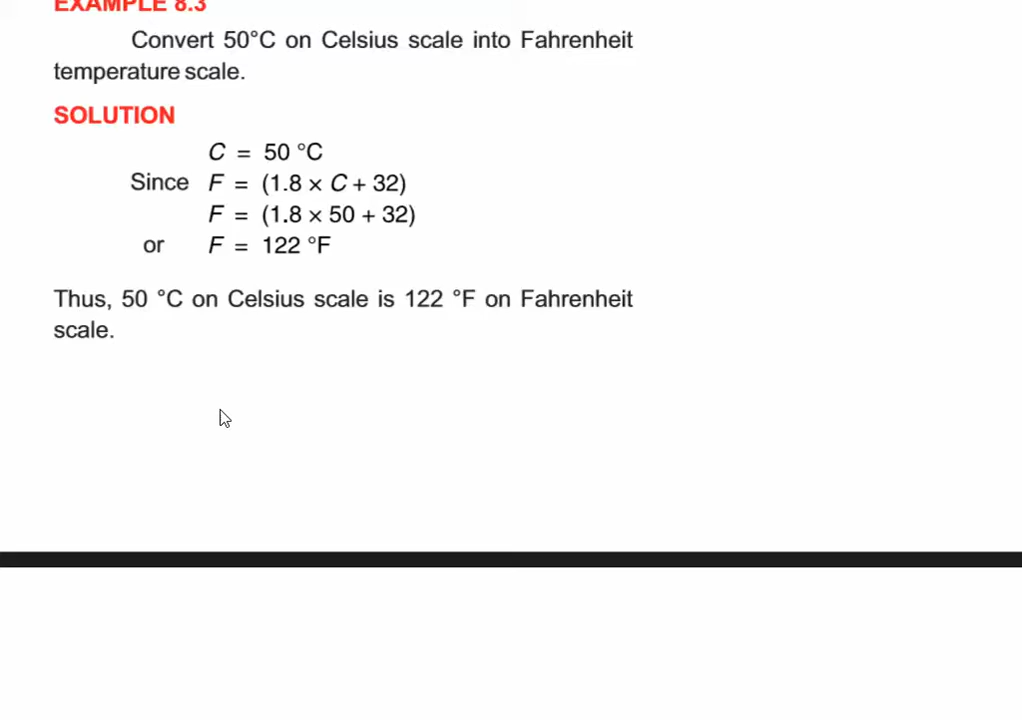 EXAMPLE 8.3
Convert 50°C on Celsius scale into Fahrenheit
temperature scale.
SOLUTION
C = 50 °C
Since F = (1.8 × C + 32)
F = (1.8 × 50 + 32)
or F = 122 °F
Thus, 50 °C on Celsius scale is 122 °F on Fahrenheit
scale.